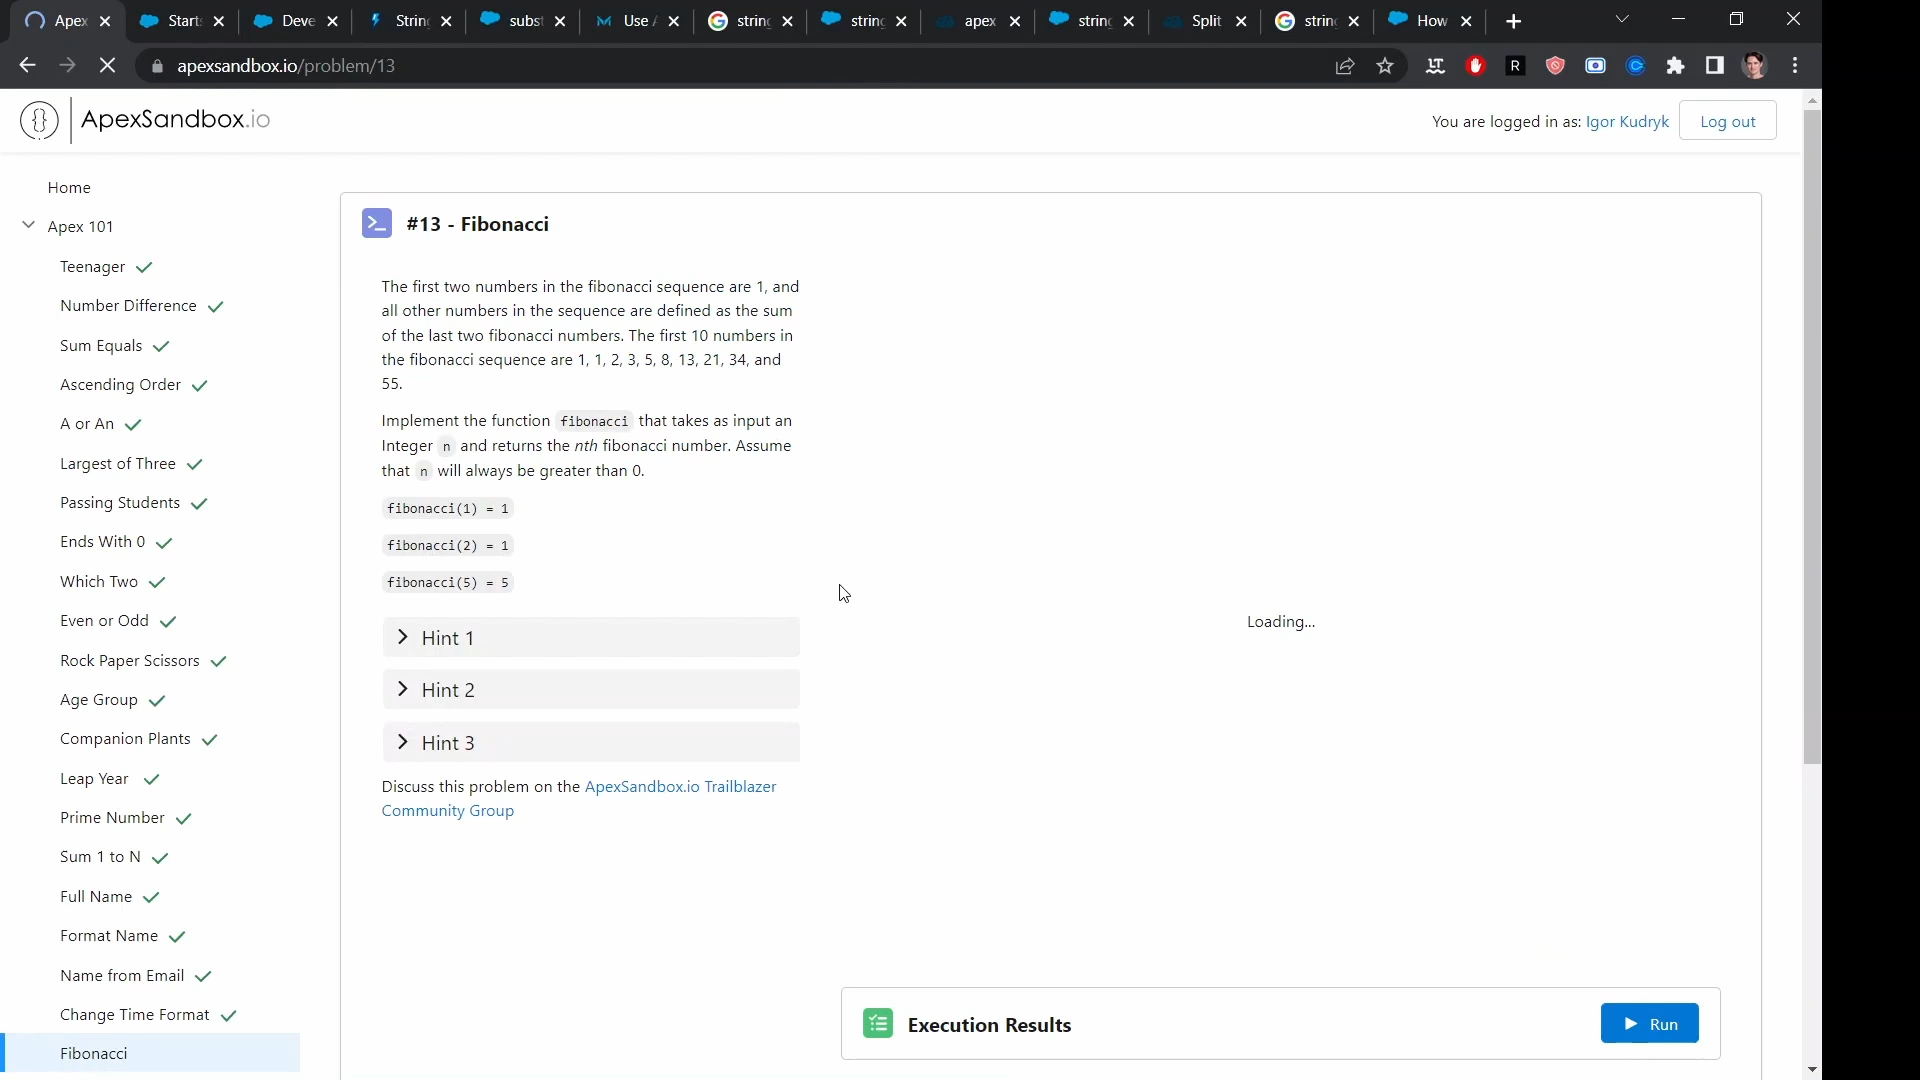 Apex
Start
Deve
String
subst
Use
string
string
apex
string
Split
string
How
apexsandbox.io/problem/13
ApexSandbox.io
You are logged in as: Igor Kudryk
Log out
Home
Apex 101
Teenager
Number Difference
Sum Equals
Ascending Order
A or An
Largest of Three
Passing Students
Ends With 0
Which Two
Even or Odd
Rock Paper Scissors
Age Group
Companion Plants
Leap Year
Prime Number
Sum 1 to N
Full Name
Format Name
Name from Email
Change Time Format
Fibonacci
#13 - Fibonacci
The first two numbers in the fibonacci sequence are 1, and
all other numbers in the sequence are defined as the sum
of the last two fibonacci numbers. The first 10 numbers in
the fibonacci sequence are 1, 1, 2, 3, 5, 8, 13, 21, 34, and
55.
Implement the function fibonacci that takes as input an
Integer n and returns the nth fibonacci number. Assume
that n will always be greater than 0.
fibonacci(1) = 1
fibonacci(2) = 1
fibonacci(5) = 5
Hint 1
Hint 2
Hint 3
Discuss this problem on the ApexSandbox.io Trailblazer
Community Group
Loading...
Execution Results
Run